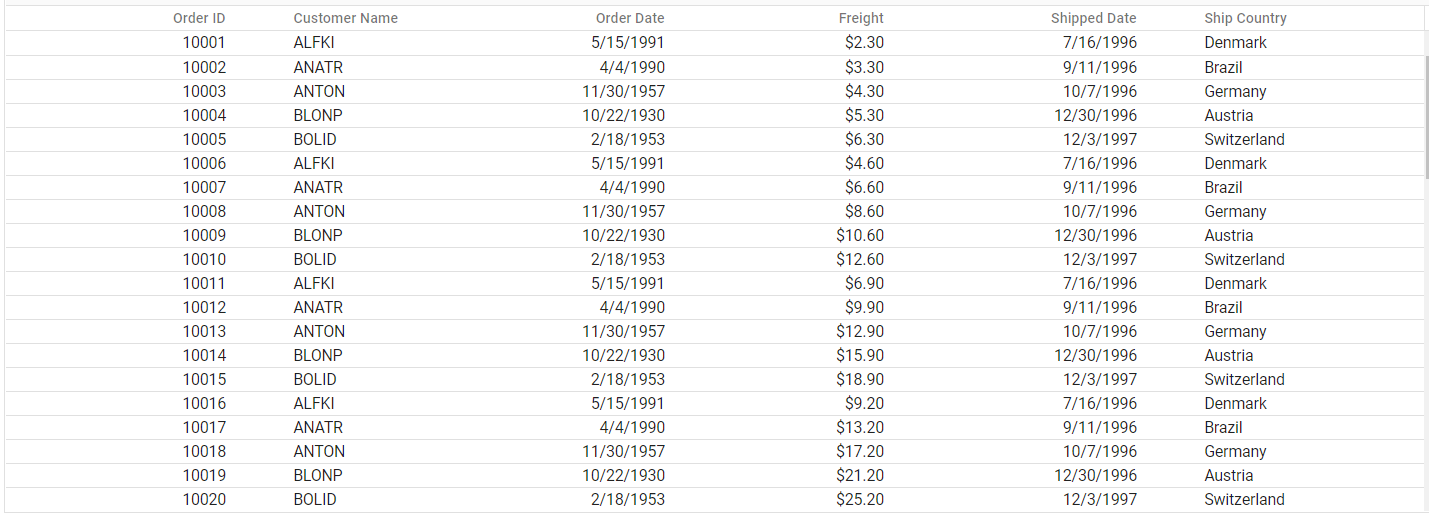 Order ID Customer Name Order Date Freight Shipped Date Ship Country
10001 ALFKI 5/15/1991 $2.30 7/16/1996 Denmark
10002 ANATR 4/4/1990 $3.30 9/11/1996 Brazil
10003 ANTON 11/30/1957 $4.30 10/7/1996 Germany
10004 BLONP 10/22/1930 $5.30 12/30/1996 Austria
10005 BOLID 2/18/1953 $6.30 12/3/1997 Switzerland
10006 ALFKI 5/15/1991 $4.60 7/16/1996 Denmark
10007 ANATR 4/4/1990 $6.60 9/11/1996 Brazil
10008 ANTON 11/30/1957 $8.60 10/7/1996 Germany
10009 BLONP 10/22/1930 $10.60 12/30/1996 Austria
10010 BOLID 2/18/1953 $12.60 12/3/1997 Switzerland
10011 ALFKI 5/15/1991 $6.90 7/16/1996 Denmark
10012 ANATR 4/4/1990 $9.90 9/11/1996 Brazil
10013 ANTON 11/30/1957 $12.90 10/7/1996 Germany
10014 BLONP 10/22/1930 $15.90 12/30/1996 Austria
10015 BOLID 2/18/1953 $18.90 12/3/1997 Switzerland
10016 ALFKI 5/15/1991 $9.20 7/16/1996 Denmark
10017 ANATR 4/4/1990 $13.20 9/11/1996 Brazil
10018 ANTON 11/30/1957 $17.20 10/7/1996 Germany
10019 BLONP 10/22/1930 $21.20 12/30/1996 Austria
10020 BOLID 2/18/1953 $25.20 12/3/1997 Switzerland